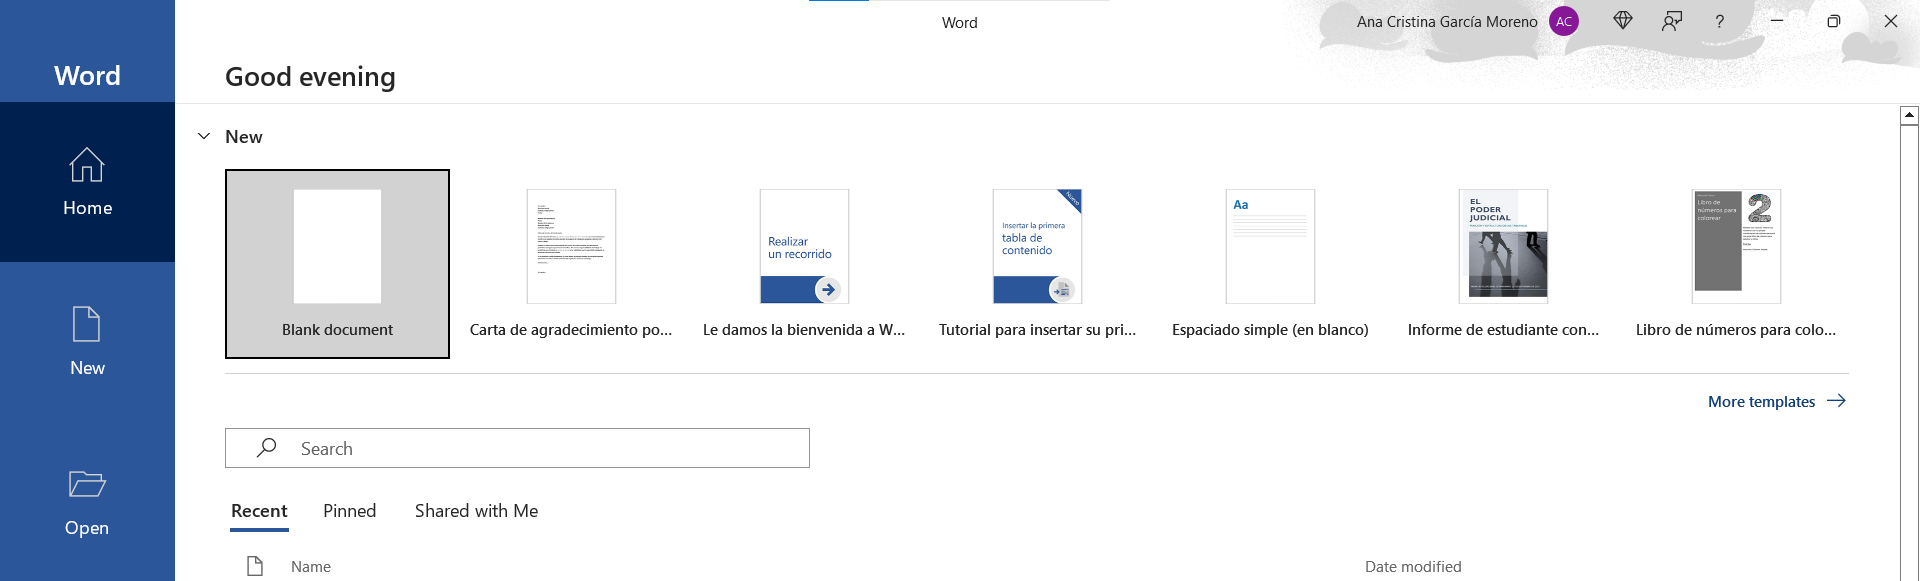 Word
Ana Cristina García Moreno
AC
?
Word
Good evening
Home
New
Open
New
Blank document
Carta de agradecimiento po...
Realizar
un recorrido
Le damos la bienvenida a W...
Nuevo
Insertar la primera
tabla de
contenido
Tutorial para insertar su pri...
Aa
Espaciado simple (en blanco)
EL
PODER
JUDICIAL
Informe de estudiante con...
Libro de
números para
colorear
2
Libro de números para colo...
More templates
Search
Recent
Pinned
Shared with Me
Name
Date modified